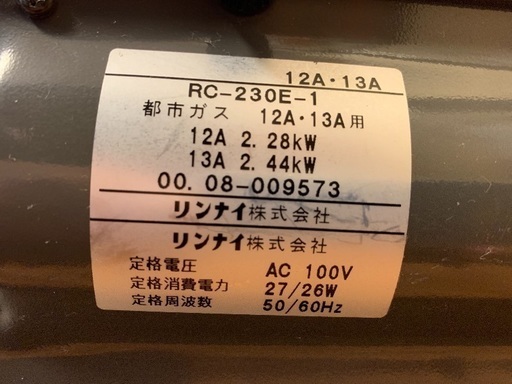 12A・13A
RC-230E-1
都市ガス 12A・13A用
12A 2.28kW
13A 2.44kW
00.08-009573
リンナイ株式会社
リンナイ株式会社
定格電圧 AC 100V
定格消費電力 27/26W
定格周波数 50/60Hz